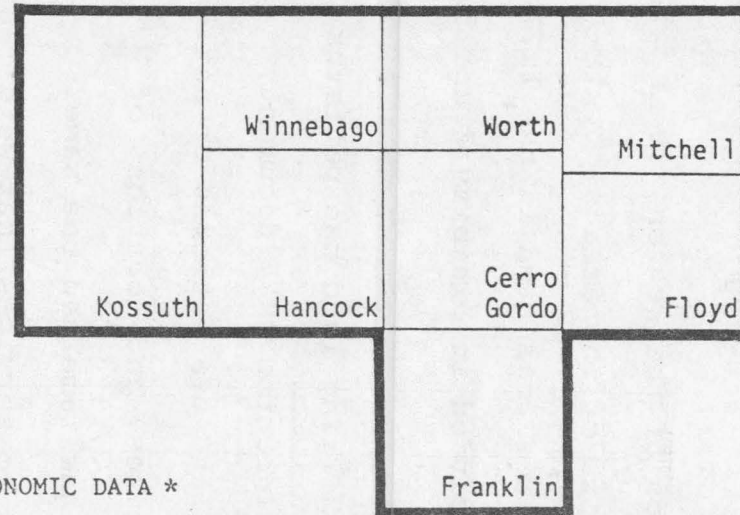 Winnebago Worth
Mitchell
Cerro
Kossuth Hancock Gordo Floyd
Franklin
ONOMIC DATA *